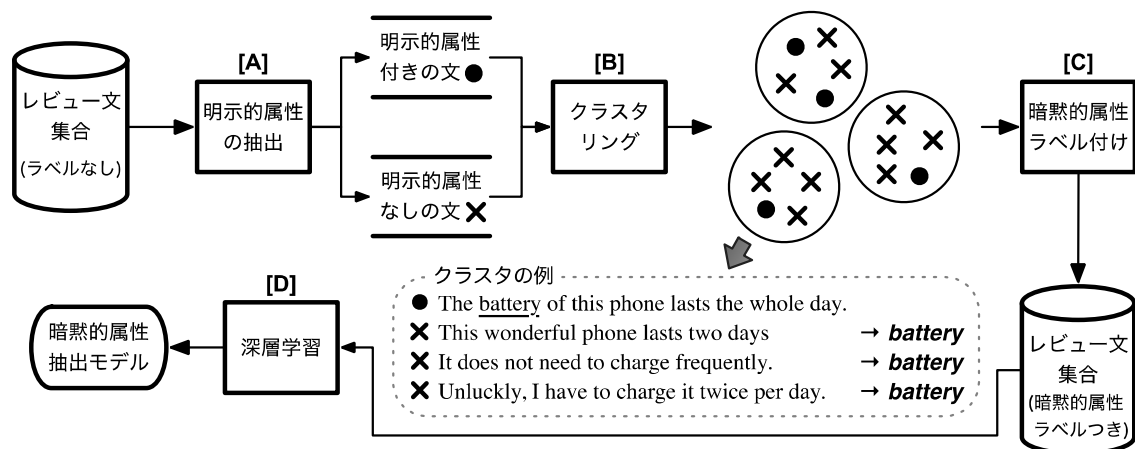 レビュー文
集合
(ラベルなし)
[A]
明示的属性
の抽出
明示的属性
付きの文
明示的属性
なしの文
[B]
クラスタ
リング
[C]
暗黙的属性
ラベル付け
クラスタの例
The battery of this phone lasts the whole day.
This wonderful phone lasts two days → battery
It does not need to charge frequently. → battery
Unluckly, I have to charge it twice per day. → battery
レビュー文
集合
(暗黙的属性
ラベルつき)
[D]
深層学習
暗黙的属性
抽出モデル